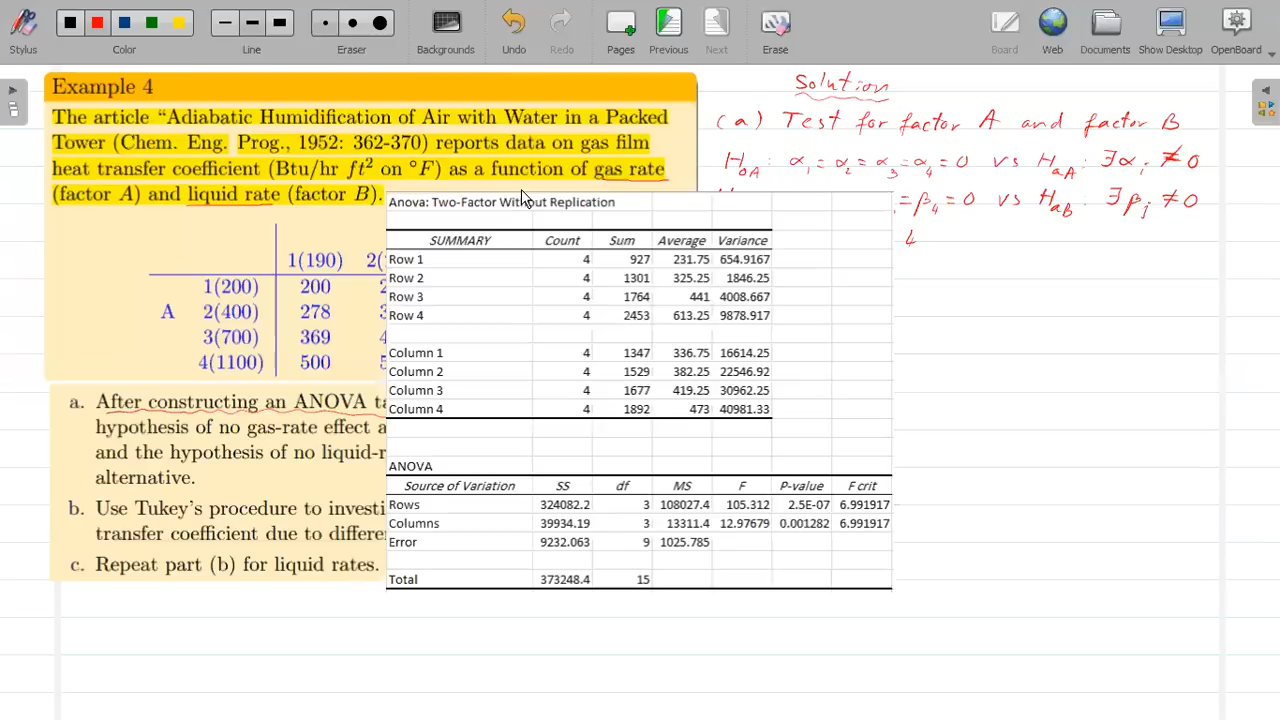 Stylus Color Line Eraser Backgrounds Undo Redo Pages Previous Next Erase Board Web Documents Show Desktop OpenBoard
Example 4
The article “Adiabatic Humidification of Air with Water in a Packed
Tower (Chem. Eng. Prog., 1952: 362-370) reports data on gas film
heat transfer coefficient (Btu/hr ft² on °F) as a function of gas rate
(factor A) and liquid rate (factor B).
1(190) 2(
1(200) 200 2
A 2(400) 278 3
3(700) 369 4
4(1100) 500 5
a. After constructing an ANOVA ta
hypothesis of no gas-rate effect a
and the hypothesis of no liquid-r
alternative.
b. Use Tukey's procedure to investi
transfer coefficient due to differe
c. Repeat part (b) for liquid rates.
Anova: Two-Factor Without Replication
SUMMARY Count Sum Average Variance
Row 1 4 927 231.75 654.9167
Row 2 4 1301 325.25 1846.25
Row 3 4 1764 441 4008.667
Row 4 4 2453 613.25 9878.917
Column 1 4 1347 336.75 16614.25
Column 2 4 1529 382.25 22546.92
Column 3 4 1677 419.25 30962.25
Column 4 4 1892 473 40981.33
ANOVA
Source of Variation SS df MS F P-value F crit
Rows 324082.2 3 108027.4 105.312 2.5E-07 6.991917
Columns 39934.19 3 13311.4 12.97679 0.001282 6.991917
Error 9232.063 9 1025.785
Total 373248.4 15
Solution
(a) Test for factor A and factor B
H₀A: α₁ = α₂ = α₃ = α₄ = 0 vs HaA: ∃αᵢ ≠ 0
= β₄ = 0 vs HaB: ∃βⱼ ≠ 0
4